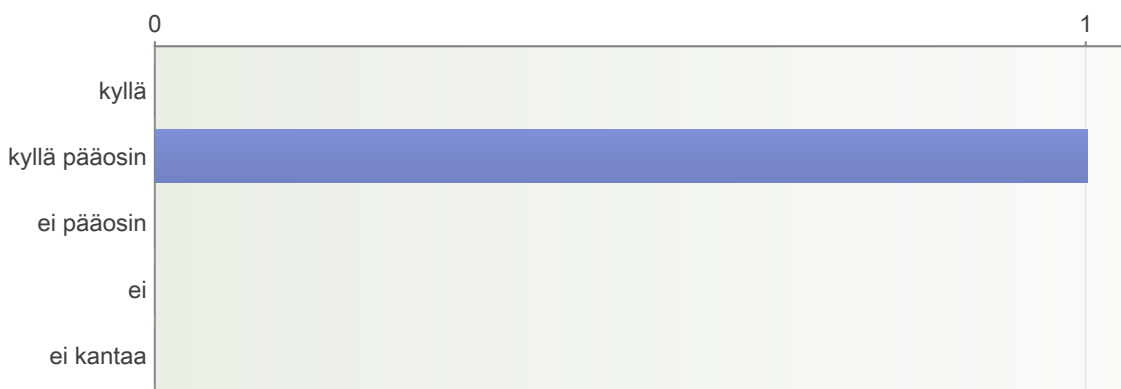 0 1
kyllä
kyllä pääosin
ei pääosin
ei
ei kantaa